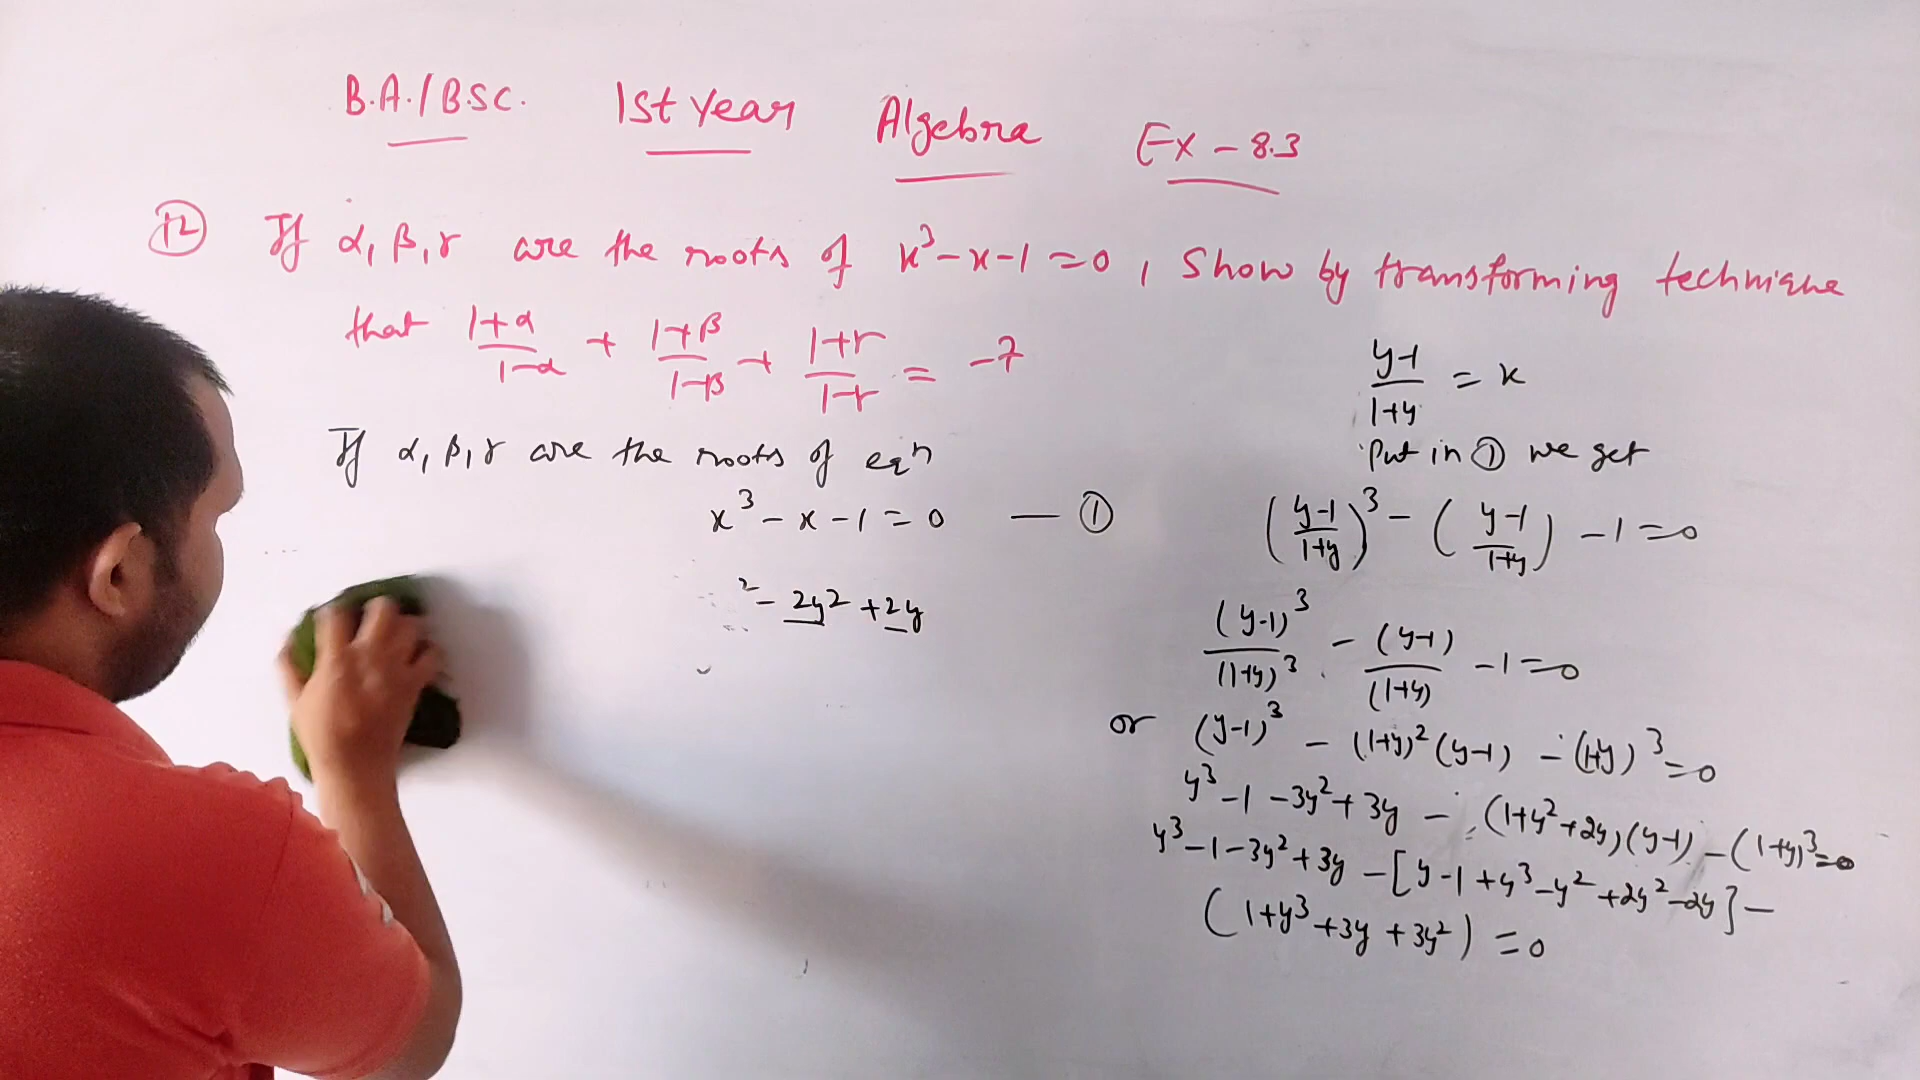 B.A./B.SC. 1st Year Algebra Ex - 8.3
(12) If α, β, γ are the roots of x³ - x - 1 = 0, Show by transforming technique
that (1+α)/(1-α) + (1+β)/(1-β) + (1+r)/(1-r) = -7
If α, β, γ are the roots of eqⁿ
x³ - x - 1 = 0 — ①
² - 2y² + 2y
(y-1)/(1+y) = x
Put in ① we get
((y-1)/(1+y))³ - ((y-1)/(1+y)) - 1 = 0
(y-1)³/(1+y)³ - (y-1)/(1+y) - 1 = 0
or (y-1)³ - (1+y)²(y-1) - (1+y)³ = 0
y³ - 1 - 3y² + 3y - (1+y²+2y)(y-1) - (1+y)³ = 0
y³ - 1 - 3y² + 3y - [y - 1 + y³ - y² + 2y² - 2y] -
(1 + y³ + 3y + 3y²) = 0